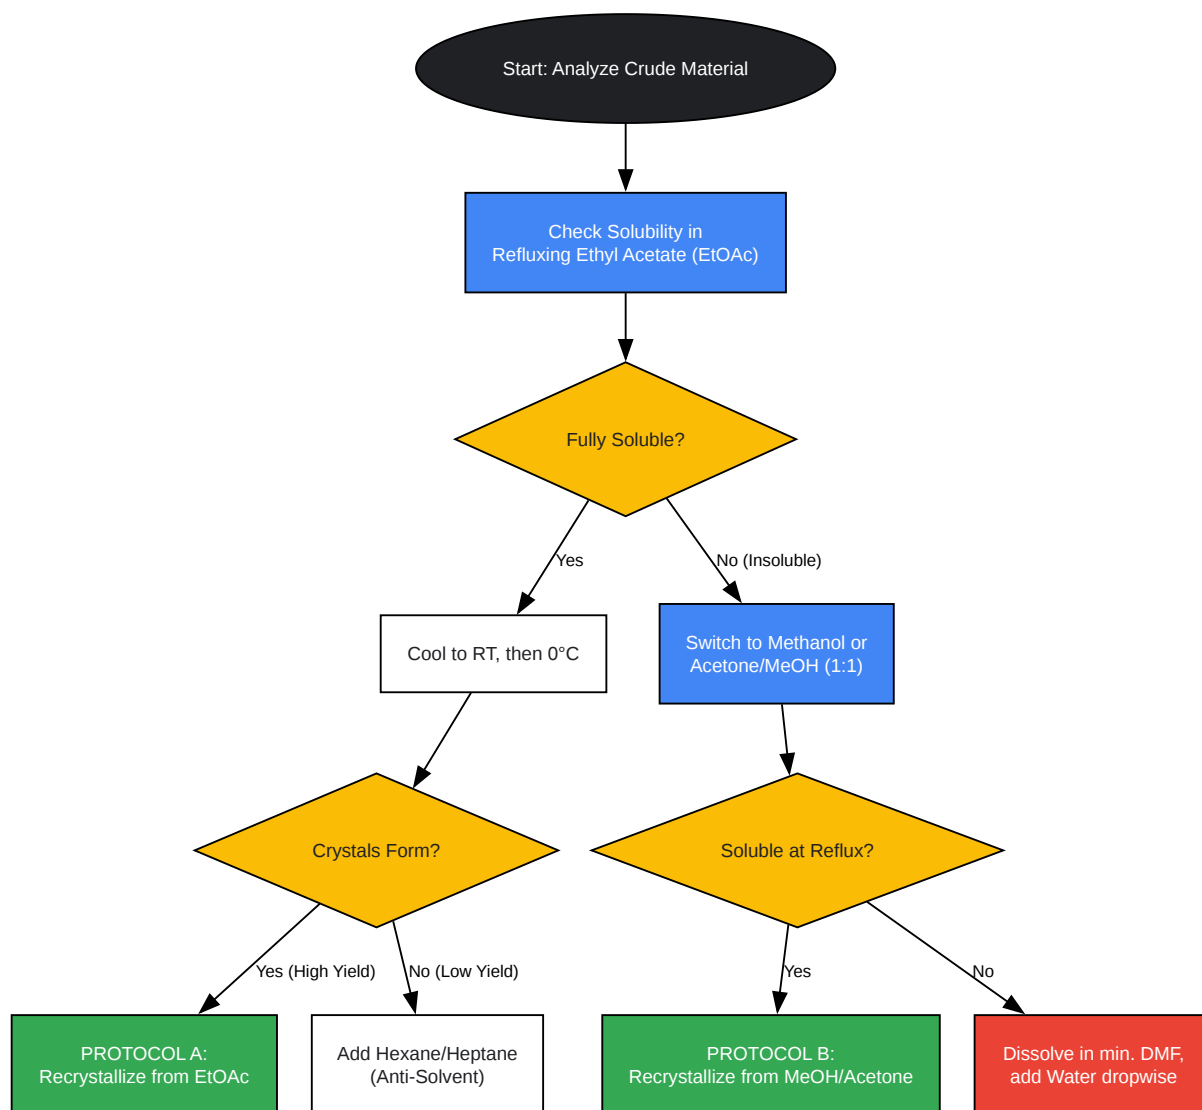 Start: Analyze Crude Material
Check Solubility in
Refluxing Ethyl Acetate (EtOAc)
Fully Soluble?
Yes
No (Insoluble)
Cool to RT, then 0°C
Switch to Methanol or
Acetone/MeOH (1:1)
Crystals Form?
Soluble at Reflux?
Yes (High Yield)
No (Low Yield)
Yes
No
PROTOCOL A:
Recrystallize from EtOAc
Add Hexane/Heptane
(Anti-Solvent)
PROTOCOL B:
Recrystallize from MeOH/Acetone
Dissolve in min. DMF,
add Water dropwise